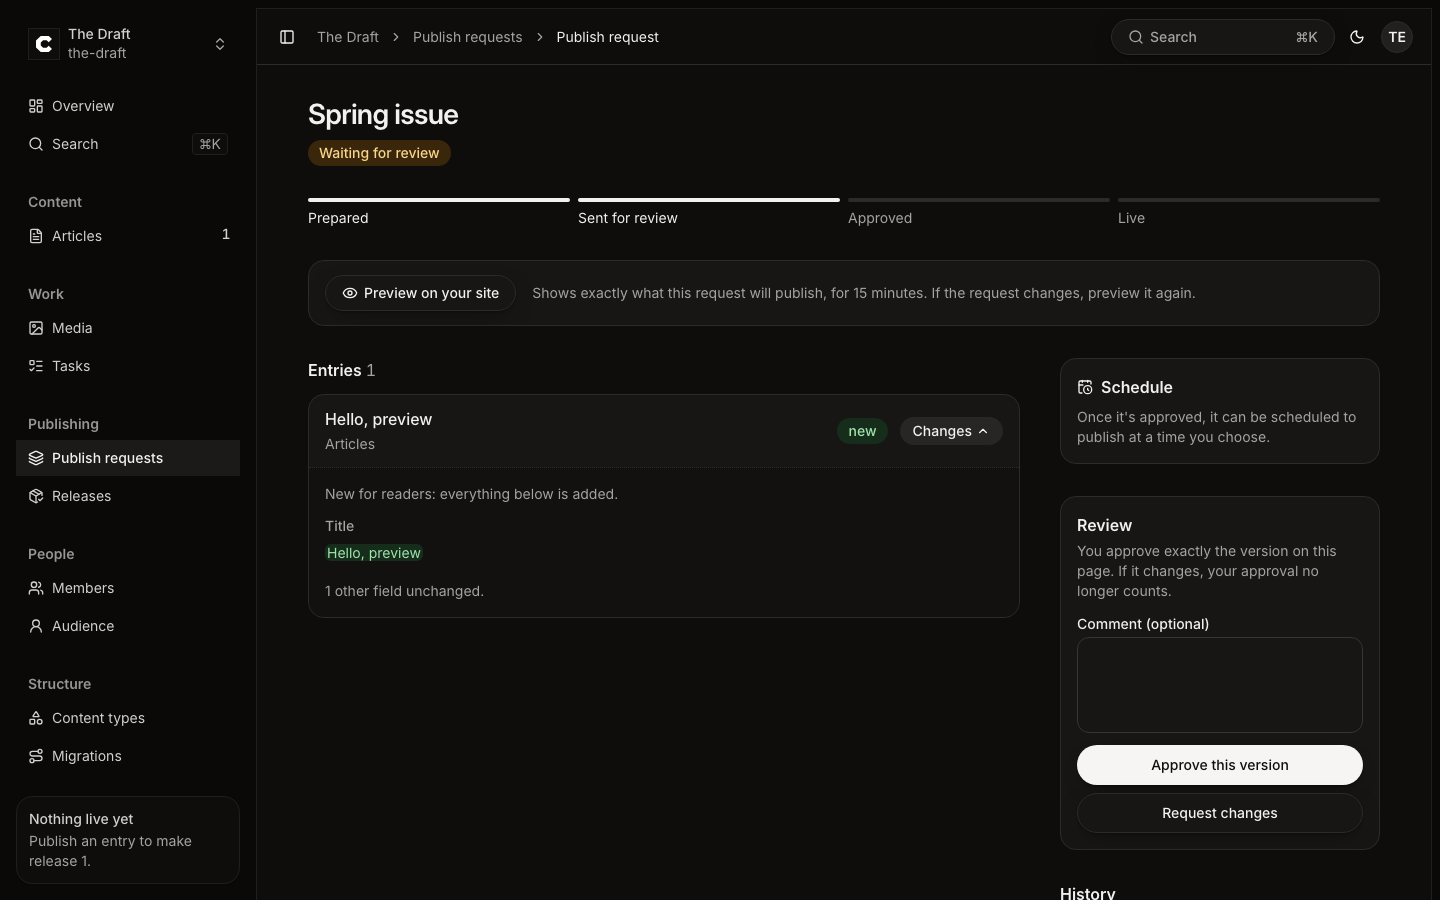 The Draft
the-draft
Overview
Search ⌘K
Content
Articles 1
Work
Media
Tasks
Publishing
Publish requests
Releases
People
Members
Audience
Structure
Content types
Migrations
Nothing live yet
Publish an entry to make
release 1.
The Draft > Publish requests > Publish request
Search ⌘K
TE
Spring issue
Waiting for review
Prepared
Sent for review
Approved
Live
Preview on your site
Shows exactly what this request will publish, for 15 minutes. If the request changes, preview it again.
Entries 1
Hello, preview
Articles
new
Changes
New for readers: everything below is added.
Title
Hello, preview
1 other field unchanged.
Schedule
Once it's approved, it can be scheduled to
publish at a time you choose.
Review
You approve exactly the version on this
page. If it changes, your approval no
longer counts.
Comment (optional)
Approve this version
Request changes
History